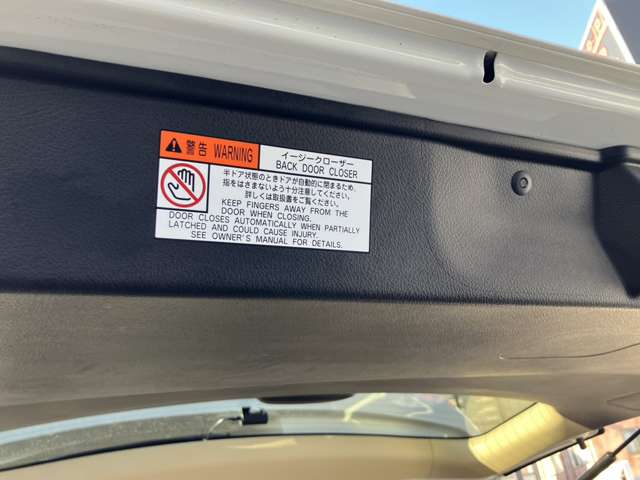 警告 WARNING
イージークローザー
BACK DOOR CLOSER
半ドア状態のときドアが自動的に閉まるため、
指をはさまないよう十分注意してください。
詳しくは取扱書をご覧ください。
KEEP FINGERS AWAY FROM THE
DOOR WHEN CLOSING.
DOOR CLOSES AUTOMATICALLY WHEN PARTIALLY
LATCHED AND COULD CAUSE INJURY.
SEE OWNER'S MANUAL FOR DETAILS.